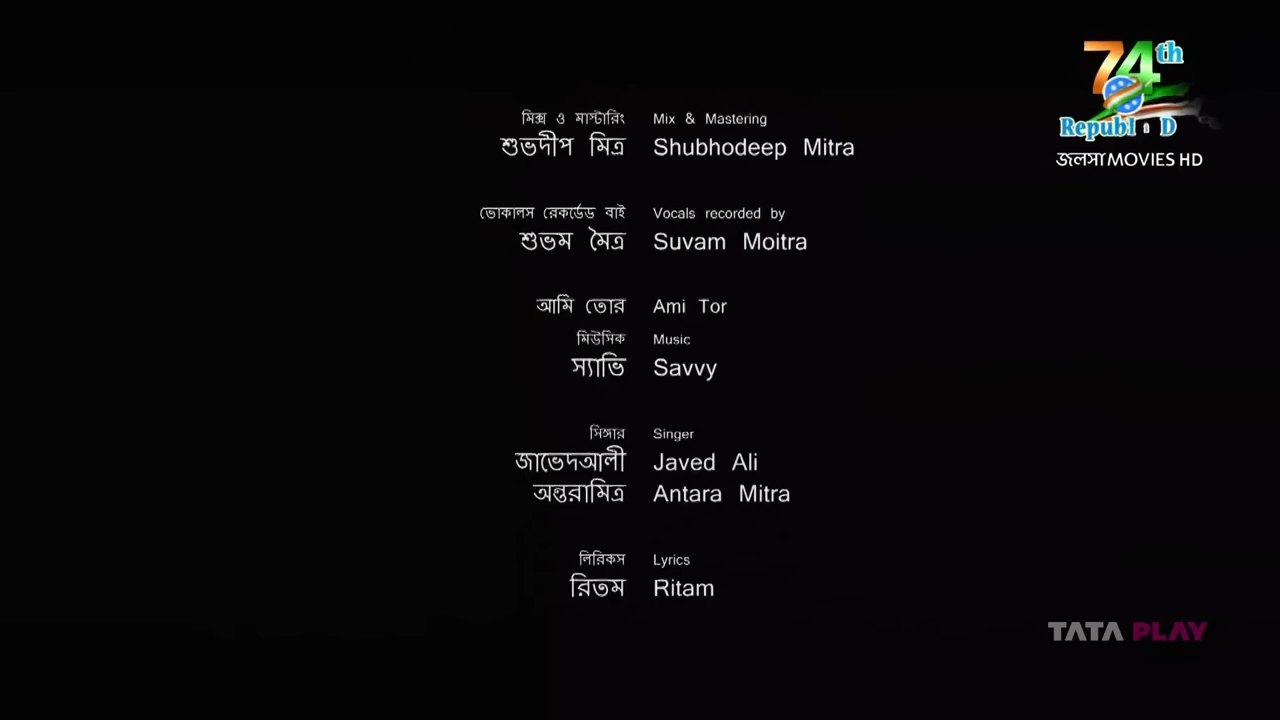 74th
Republi D
জলসা MOVIES HD
মিক্স ও মাস্টারিং Mix & Mastering
শুভদীপ মিত্র Shubhodeep Mitra
ভোকালস রেকর্ডেড বাই Vocals recorded by
শুভম মৈত্র Suvam Moitra
আমি তোর Ami Tor
মিউসিক Music
স্যাভি Savvy
সিঙ্গার Singer
জাভেদআলী Javed Ali
অন্তরামিত্র Antara Mitra
লিরিকস Lyrics
রিতম Ritam
TATA PLAY